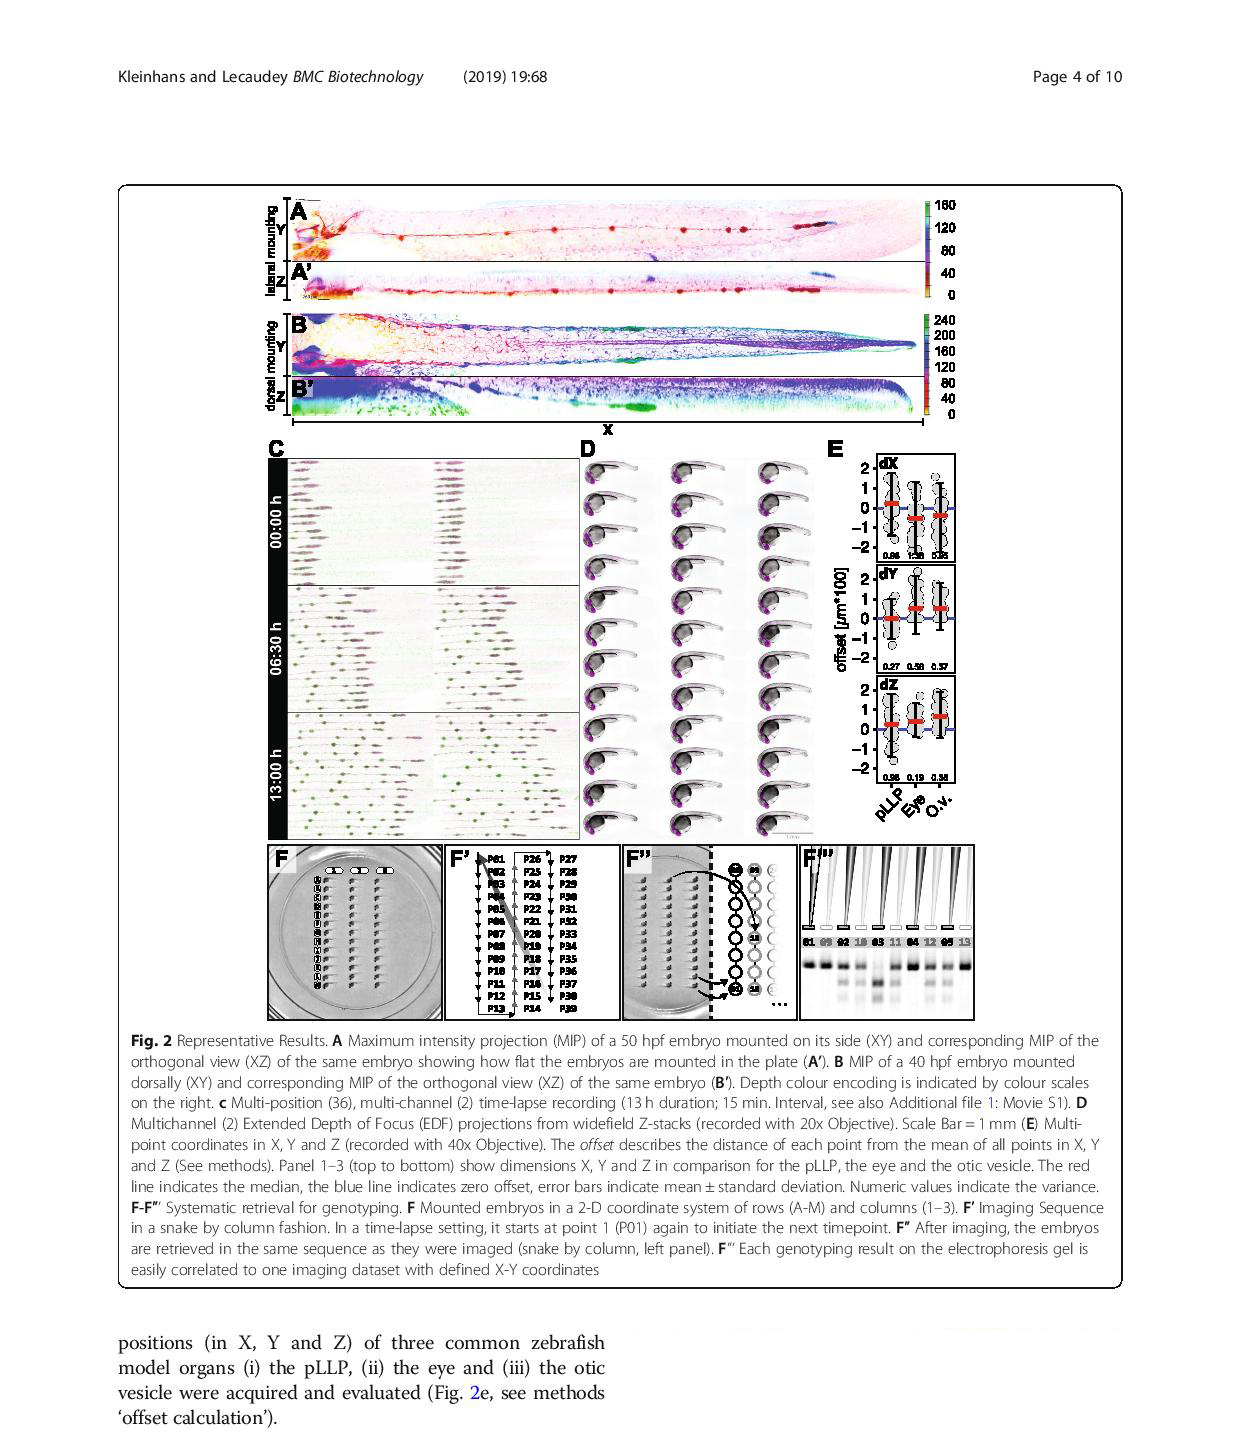 Kleinhans and Lecaudey BMC Biotechnology (2019) 19:68 Page 4 of 10
A
lateral mounting
Y
160
120
80
40
0
A'
Z
B
dorsal mounting
Y
240
200
160
120
80
40
0
B'
Z
X
C
00:00 h
06:30 h
13:00 h
D
1 mm
E
offset [µm*100]
dX
2
1
0
−1
−2
dY
2
1
0
−1
−2
0.27
0.37
dZ
2
1
0
−1
−2
0.19
pLLP Eye O.v.
F
F'
P01 P26 P27
P02 P25 P28
P03 P24 P29
P04 P23 P30
P05 P22 P31
P06 P21 P32
P07 P20 P33
P08 P19 P34
P09 P18 P35
P10 P17 P36
P11 P16 P37
P12 P15 P38
P13 P14 P39
F''
...
F'''
01 09 02 10 03 11 04 12 05 13
Fig. 2 Representative Results. A Maximum intensity projection (MIP) of a 50 hpf embryo mounted on its side (XY) and corresponding MIP of the
orthogonal view (XZ) of the same embryo showing how flat the embryos are mounted in the plate (A′). B MIP of a 40 hpf embryo mounted
dorsally (XY) and corresponding MIP of the orthogonal view (XZ) of the same embryo (B′). Depth colour encoding is indicated by colour scales
on the right. c Multi-position (36), multi-channel (2) time-lapse recording (13 h duration; 15 min. Interval, see also Additional file 1: Movie S1). D
Multichannel (2) Extended Depth of Focus (EDF) projections from widefield Z-stacks (recorded with 20x Objective). Scale Bar = 1 mm (E) Multi-
point coordinates in X, Y and Z (recorded with 40x Objective). The offset describes the distance of each point from the mean of all points in X, Y
and Z (See methods). Panel 1–3 (top to bottom) show dimensions X, Y and Z in comparison for the pLLP, the eye and the otic vesicle. The red
line indicates the median, the blue line indicates zero offset, error bars indicate mean ± standard deviation. Numeric values indicate the variance.
F-F‴ Systematic retrieval for genotyping. F Mounted embryos in a 2-D coordinate system of rows (A-M) and columns (1–3). F′ Imaging Sequence
in a snake by column fashion. In a time-lapse setting, it starts at point 1 (P01) again to initiate the next timepoint. F″ After imaging, the embryos
are retrieved in the same sequence as they were imaged (snake by column, left panel). F‴ Each genotyping result on the electrophoresis gel is
easily correlated to one imaging dataset with defined X-Y coordinates
positions (in X, Y and Z) of three common zebrafish
model organs (i) the pLLP, (ii) the eye and (iii) the otic
vesicle were acquired and evaluated (Fig. 2e, see methods
‘offset calculation’).